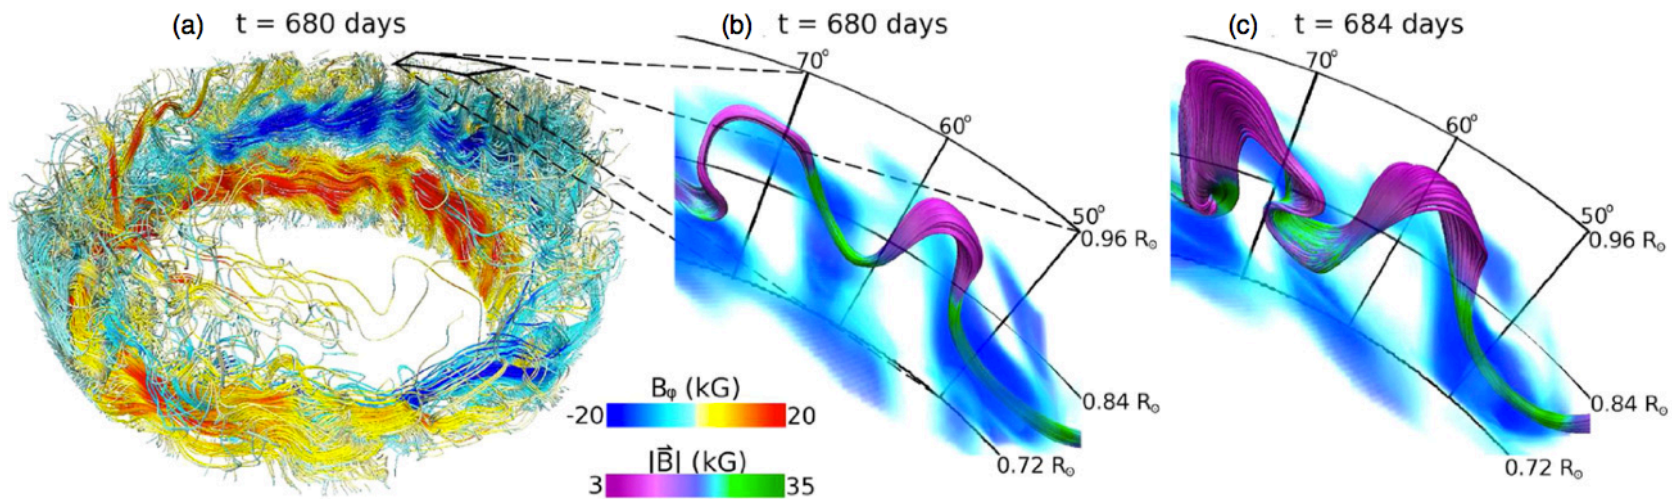 (a) t = 680 days
(b) t = 680 days
(c) t = 684 days
70°
60°
50°
0.96 R☉
0.84 R☉
0.72 R☉
70°
60°
50°
0.96 R☉
0.84 R☉
0.72 R☉
Bφ (kG)
-20 20
|B⃗| (kG)
3 35